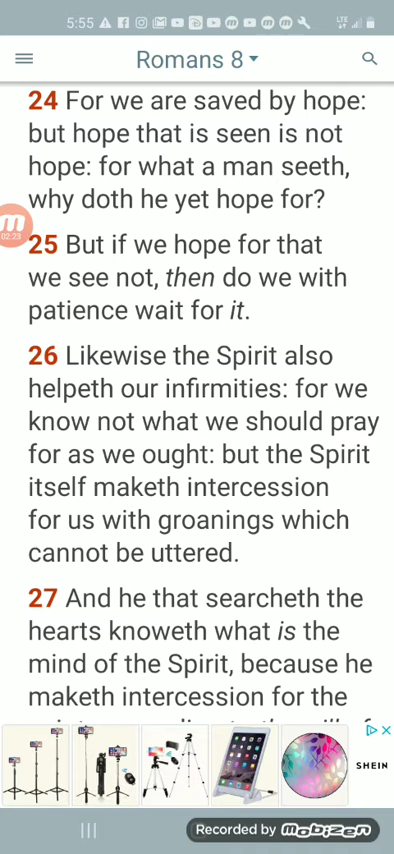 5:55
LTE
Romans 8
24 For we are saved by hope:
but hope that is seen is not
hope: for what a man seeth,
why doth he yet hope for?
02:23
25 But if we hope for that
we see not, then do we with
patience wait for it.
26 Likewise the Spirit also
helpeth our infirmities: for we
know not what we should pray
for as we ought: but the Spirit
itself maketh intercession
for us with groanings which
cannot be uttered.
27 And he that searcheth the
hearts knoweth what is the
mind of the Spirit, because he
maketh intercession for the
SHEIN
Recorded by mobizen